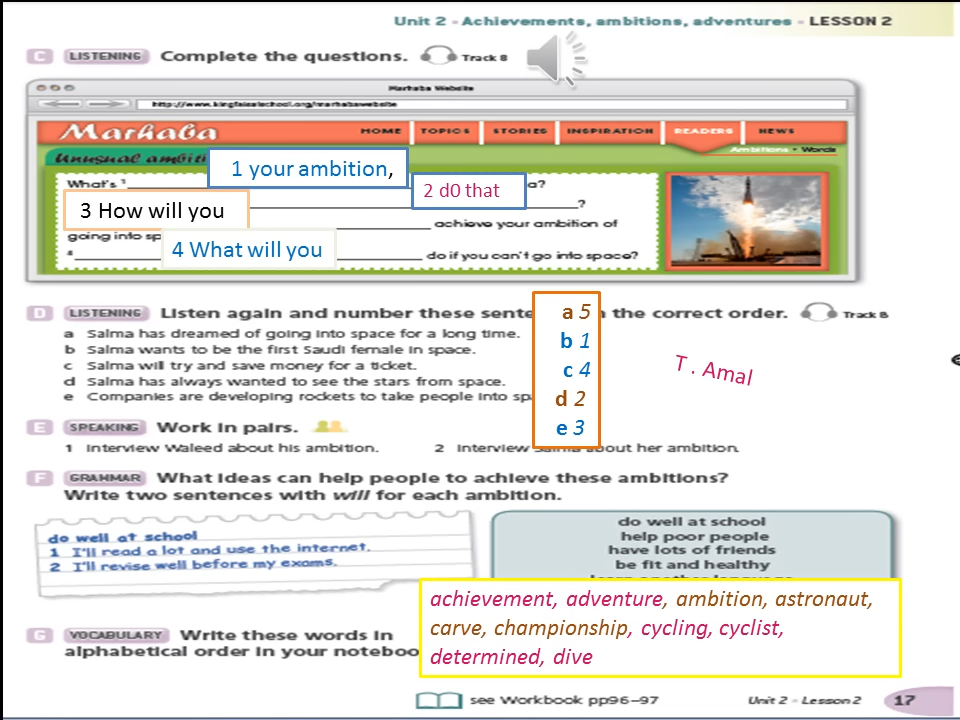 Unit 2 - Achievements, ambitions, adventures - LESSON 2
C LISTENING Complete the questions. Track 8
Marhaba Website
http://www.kingfaisalschool.org/marhabawebsite
Marhaba HOME TOPICS STORIES INSPIRATION READERS NEWS
Ambitions • Words
Unusual ambiti
1 your ambition,
What's 1 a?
2 d0 that
3 How will you ?
achieve your ambition of
going into sp
4 What will you
4 do if you can't go into space?
D LISTENING Listen again and number these sente n the correct order. Track 8
a Salma has dreamed of going into space for a long time.
b Salma wants to be the first Saudi female in space.
c Salma will try and save money for a ticket.
d Salma has always wanted to see the stars from space.
e Companies are developing rockets to take people into sp
a 5
b 1
c 4
d 2
e 3
T . Amal
E SPEAKING Work in pairs.
1 Interview Waleed about his ambition. 2 Interview Salma about her ambition.
F GRAMMAR What ideas can help people to achieve these ambitions?
Write two sentences with will for each ambition.
do well at school
1 I'll read a lot and use the internet.
2 I'll revise well before my exams.
do well at school
help poor people
have lots of friends
be fit and healthy
learn another language
achievement, adventure, ambition, astronaut,
carve, championship, cycling, cyclist,
determined, dive
G VOCABULARY Write these words in
alphabetical order in your noteboo
see Workbook pp96–97 Unit 2 - Lesson 2 17